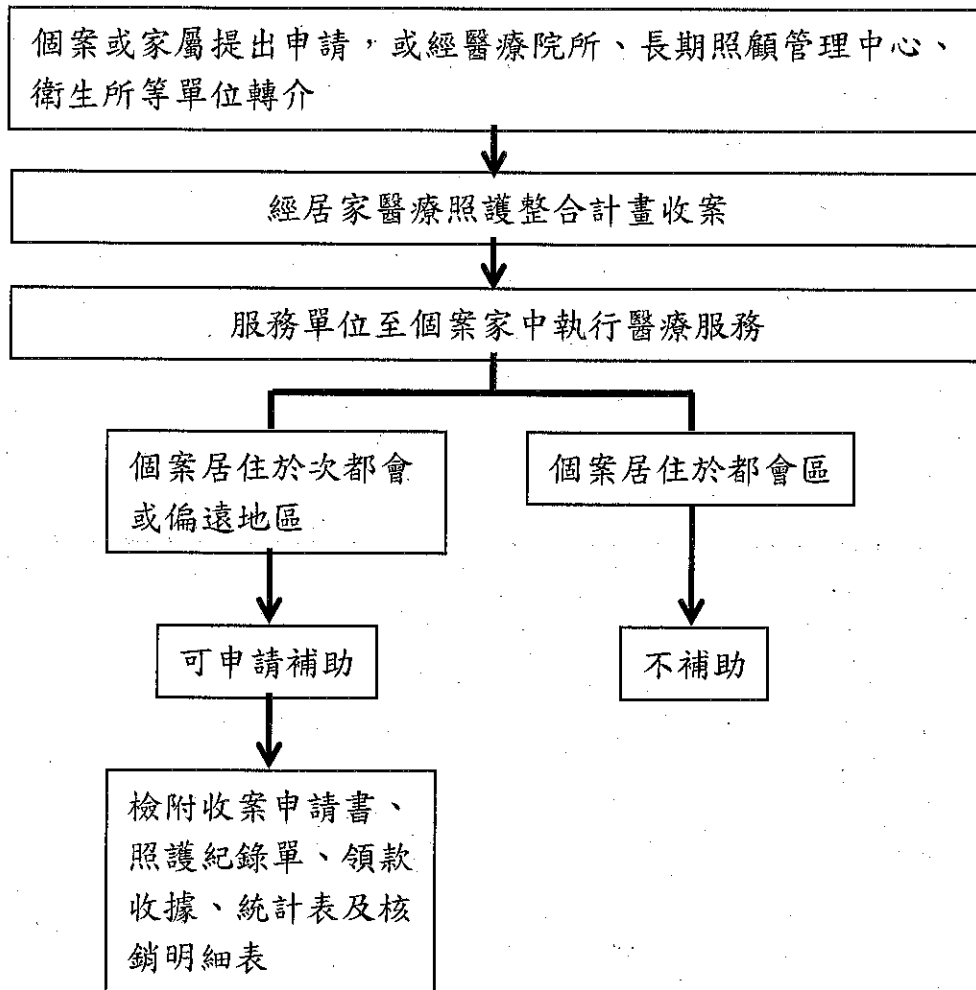 個案或家屬提出申請，或經醫療院所、長期照顧管理中心、
衛生所等單位轉介
經居家醫療照護整合計畫收案
服務單位至個案家中執行醫療服務
個案居住於次都會
或偏遠地區
個案居住於都會區
可申請補助
不補助
檢附收案申請書、
照護紀錄單、領款
收據、統計表及核
銷明細表